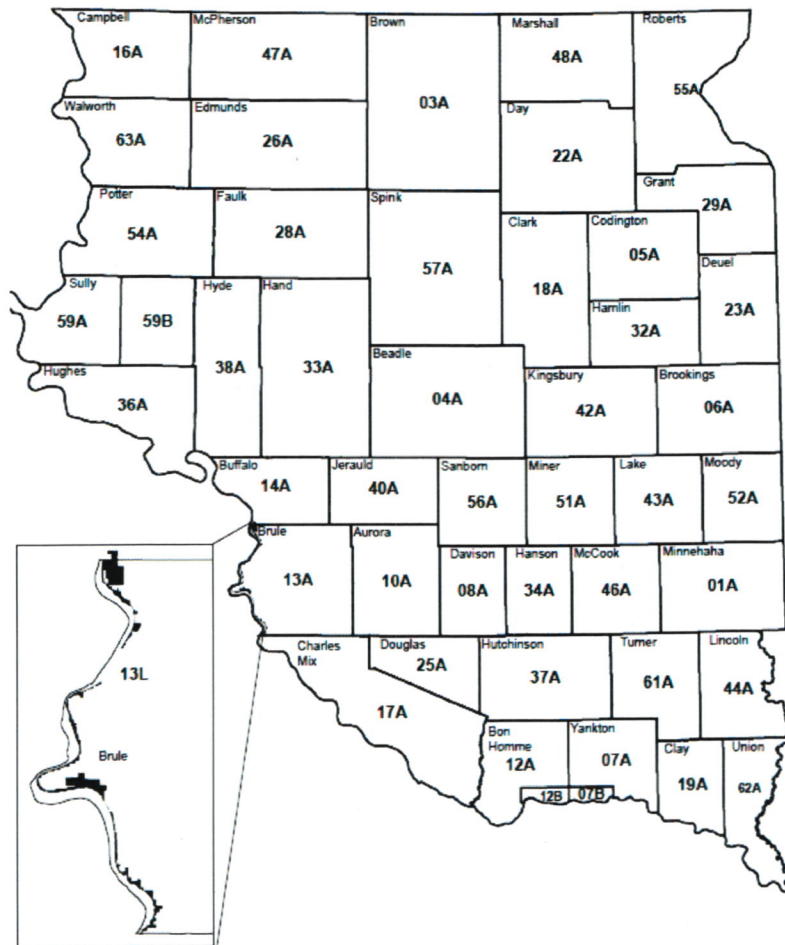 Campbell
16A
McPherson
47A
Brown
03A
Marshall
48A
Roberts
55A
Walworth
63A
Edmunds
26A
Day
22A
Grant
29A
Potter
54A
Faulk
28A
Spink
57A
Clark
18A
Codington
05A
Deuel
23A
Hamlin
32A
Sully
59A
59B
Hyde
38A
Hand
33A
Beadle
04A
Kingsbury
42A
Brookings
06A
Hughes
36A
Buffalo
14A
Jerauld
40A
Sanborn
56A
Miner
51A
Lake
43A
Moody
52A
Brule
13A
Aurora
10A
Davison
08A
Hanson
34A
McCook
46A
Minnehaha
01A
Charles
Mix
17A
Douglas
25A
Hutchinson
37A
Turner
61A
Lincoln
44A
Bon
Homme
12A
12B
Yankton
07A
07B
Clay
19A
Union
62A
13L
Brule